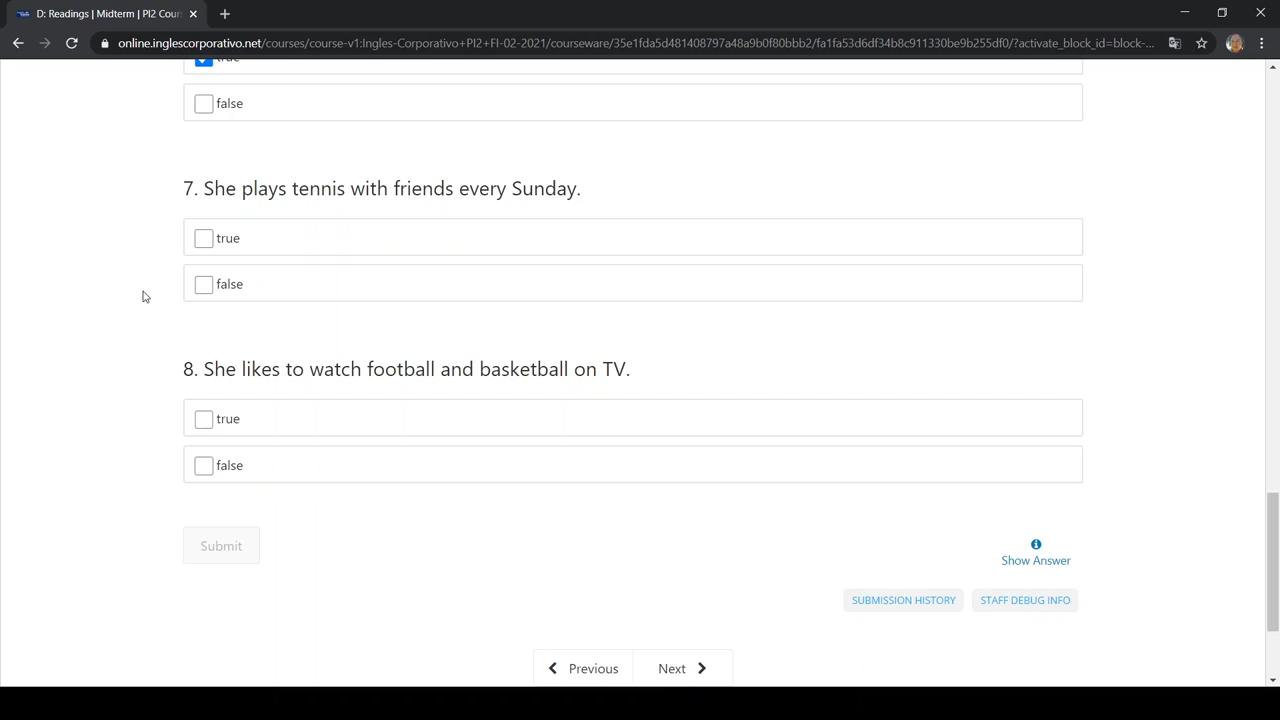 D: Readings | Midterm | PI2 Cour
online.inglescorporativo.net/courses/course-v1:Ingles-Corporativo+PI2+FI-02-2021/courseware/35e1fda5d481408797a48a9b0f80bbb2/fa1fa53d6df34b8c911330be9b255df0/?activate_block_id=block-...
true
false
7. She plays tennis with friends every Sunday.
true
false
8. She likes to watch football and basketball on TV.
true
false
Submit
Show Answer
SUBMISSION HISTORY
STAFF DEBUG INFO
Previous
Next